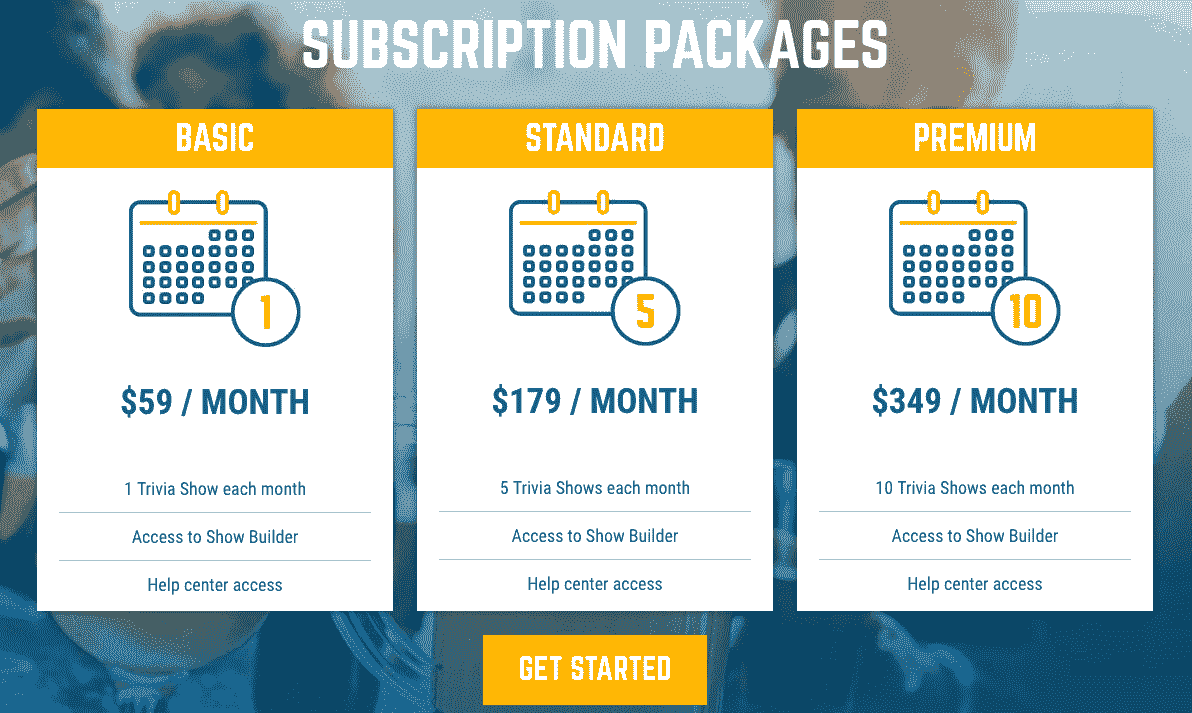 SUBSCRIPTION PACKAGES
BASIC
1
$59 / MONTH
1 Trivia Show each month
Access to Show Builder
Help center access
STANDARD
5
$179 / MONTH
5 Trivia Shows each month
Access to Show Builder
Help center access
PREMIUM
10
$349 / MONTH
10 Trivia Shows each month
Access to Show Builder
Help center access
GET STARTED